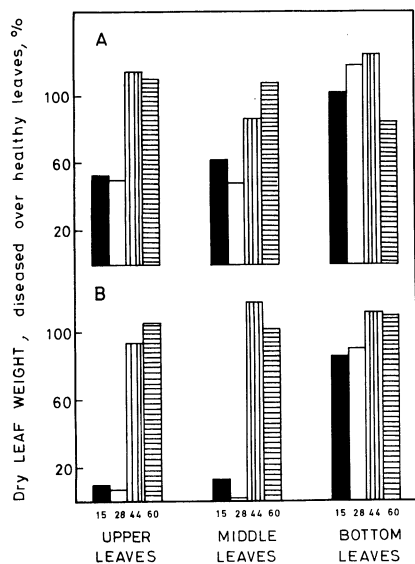 Dry LEAF WEIGHT, diseased over healthy leaves, %
A
100
60
20
B
100
60
20
15 28 44 60 15 28 44 60 15 28 44 60
UPPER LEAVES
MIDDLE LEAVES
BOTTOM LEAVES